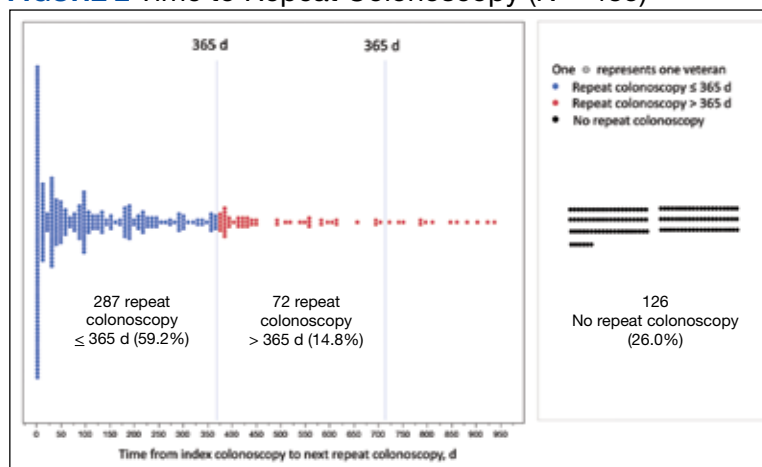 Time to Repeat Colonoscopy
365 d
365 d
One represents one veteran
Repeat colonoscopy ≤ 365 d
Repeat colonoscopy > 365 d
No repeat colonoscopy
287 repeat
colonoscopy
≤ 365 d (59.2%)
72 repeat
colonoscopy
> 365 d (14.8%)
126
No repeat colonoscopy
(26.0%)
0 50 100 150 200 250 300 350 400 450 500 550 600 650 700 750 800 850 900 950
Time from index colonoscopy to next repeat colonoscopy, d